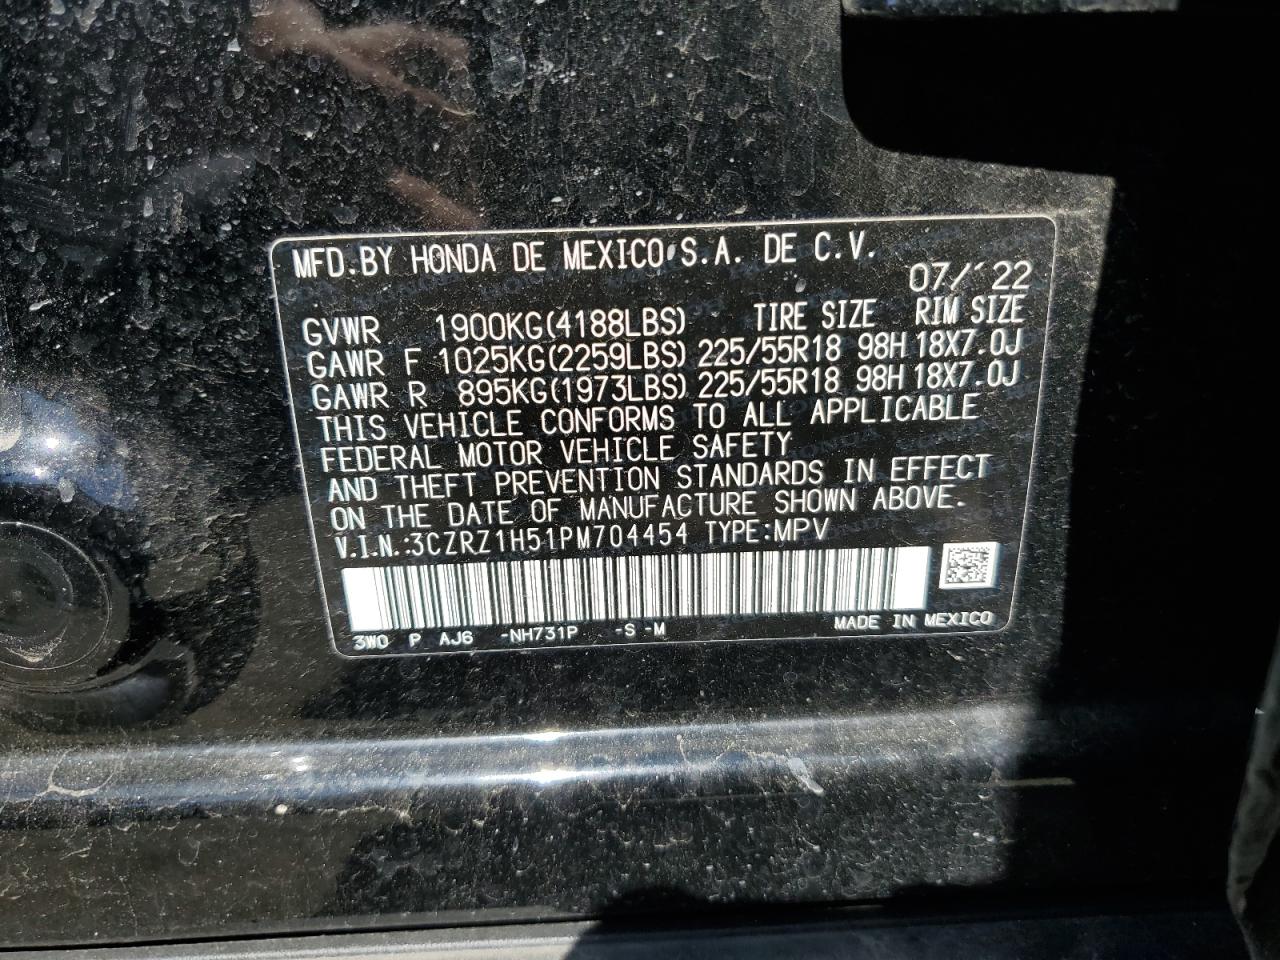 MFD.BY HONDA DE MEXICO S.A. DE C.V.
07/'22
GVWR 1900KG(4188LBS) TIRE SIZE RIM SIZE
GAWR F 1025KG(2259LBS) 225/55R18 98H 18X7.0J
GAWR R 895KG(1973LBS) 225/55R18 98H 18X7.0J
THIS VEHICLE CONFORMS TO ALL APPLICABLE
FEDERAL MOTOR VEHICLE SAFETY
AND THEFT PREVENTION STANDARDS IN EFFECT
ON THE DATE OF MANUFACTURE SHOWN ABOVE.
V.I.N.:3CZRZ1H51PM704454 TYPE:MPV
3W0 P AJ6 -NH731P -S -M MADE IN MEXICO